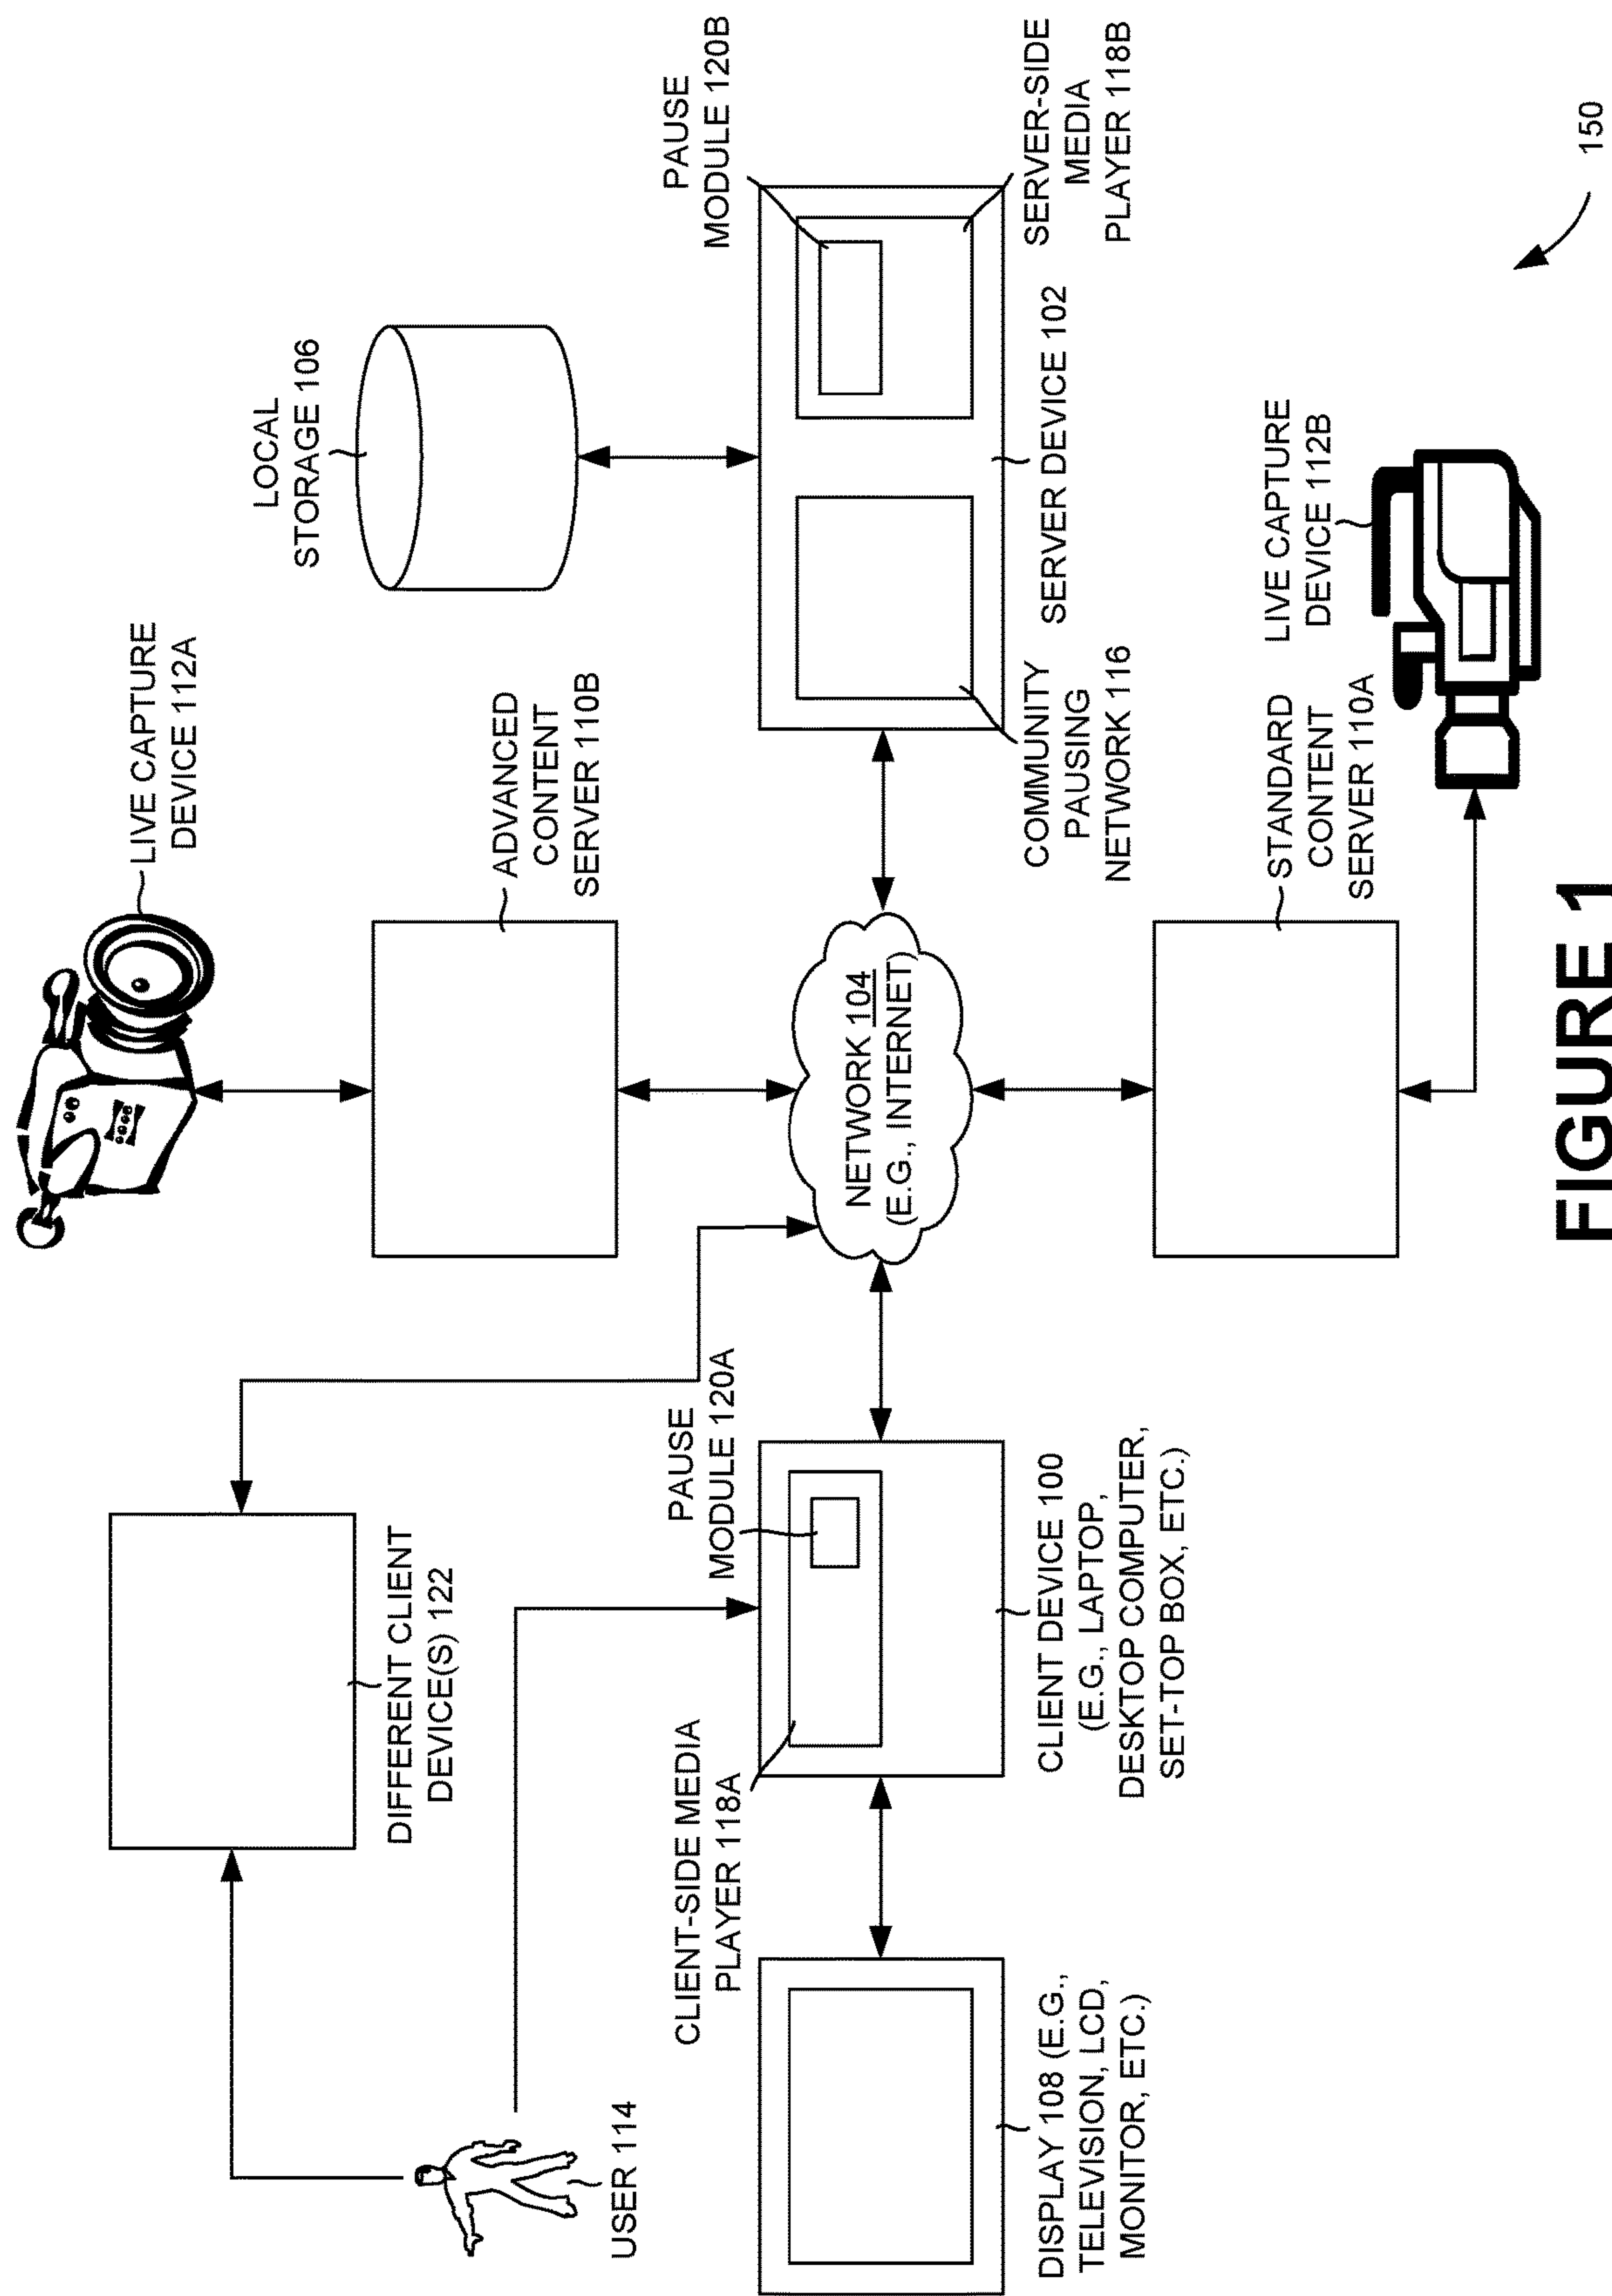 LIVE CAPTURE
DEVICE 112A
LOCAL
STORAGE 106
DIFFERENT CLIENT
DEVICE(S) 122
ADVANCED
CONTENT
SERVER 110B
PAUSE
MODULE 120B
USER 114
CLIENT-SIDE MEDIA
PLAYER 118A
PAUSE
MODULE 120A
NETWORK 104
(E.G., INTERNET)
DISPLAY 108 (E.G.,
TELEVISION, LCD,
MONITOR, ETC.)
CLIENT DEVICE 100
(E.G., LAPTOP,
DESKTOP COMPUTER,
SET-TOP BOX, ETC.)
COMMUNITY
PAUSING
NETWORK 116
SERVER DEVICE 102
SERVER-SIDE
MEDIA
PLAYER 118B
STANDARD
CONTENT
SERVER 110A
LIVE CAPTURE
DEVICE 112B
150
FIGURE 1